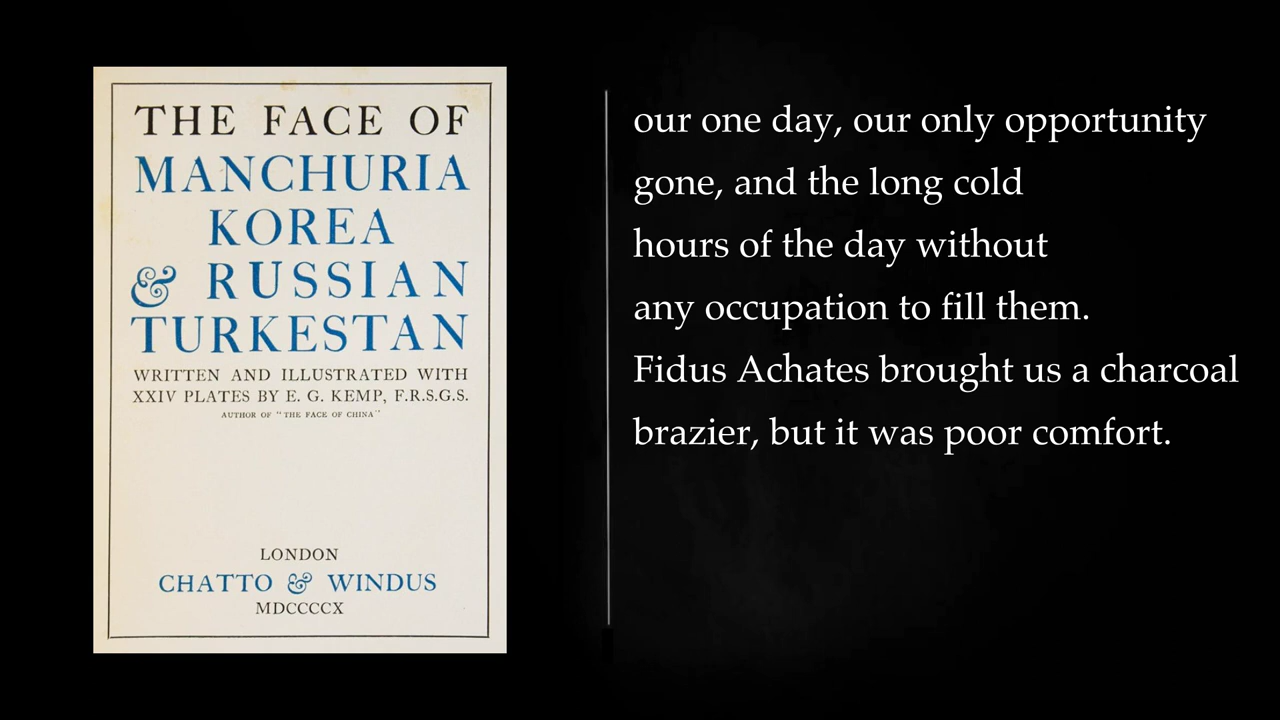 THE FACE OF
MANCHURIA
KOREA
& RUSSIAN
TURKESTAN
WRITTEN AND ILLUSTRATED WITH
XXIV PLATES BY E. G. KEMP, F.R.S.G.S.
AUTHOR OF "THE FACE OF CHINA"
LONDON
CHATTO & WINDUS
MDCCCCX
our one day, our only opportunity
gone, and the long cold
hours of the day without
any occupation to fill them.
Fidus Achates brought us a charcoal
brazier, but it was poor comfort.